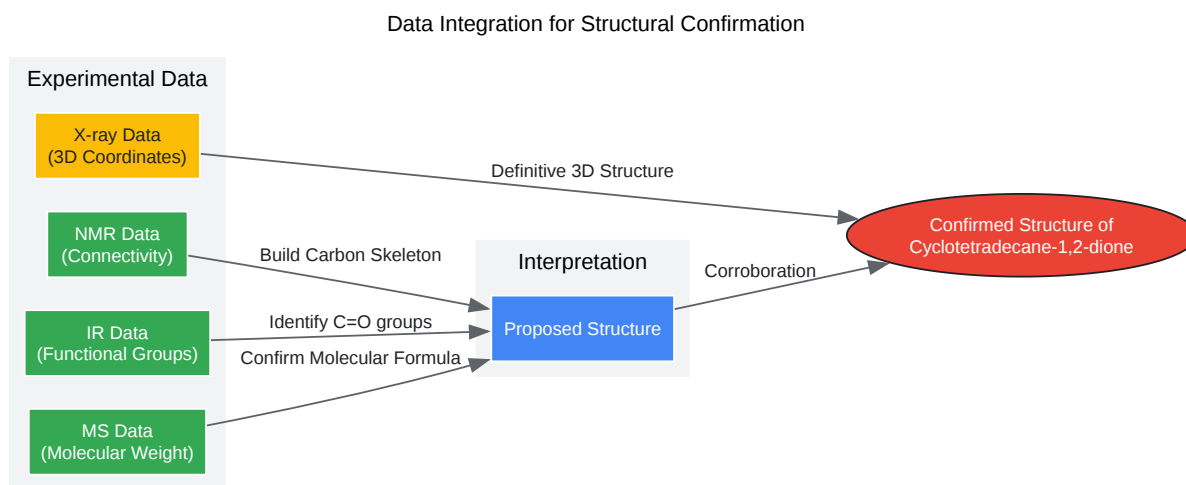 Data Integration for Structural Confirmation
Experimental Data
X-ray Data
(3D Coordinates)
NMR Data
(Connectivity)
IR Data
(Functional Groups)
MS Data
(Molecular Weight)
Definitive 3D Structure
Build Carbon Skeleton
Identify C=O groups
Confirm Molecular Formula
Interpretation
Proposed Structure
Corroboration
Confirmed Structure of
Cyclotetradecane-1,2-dione